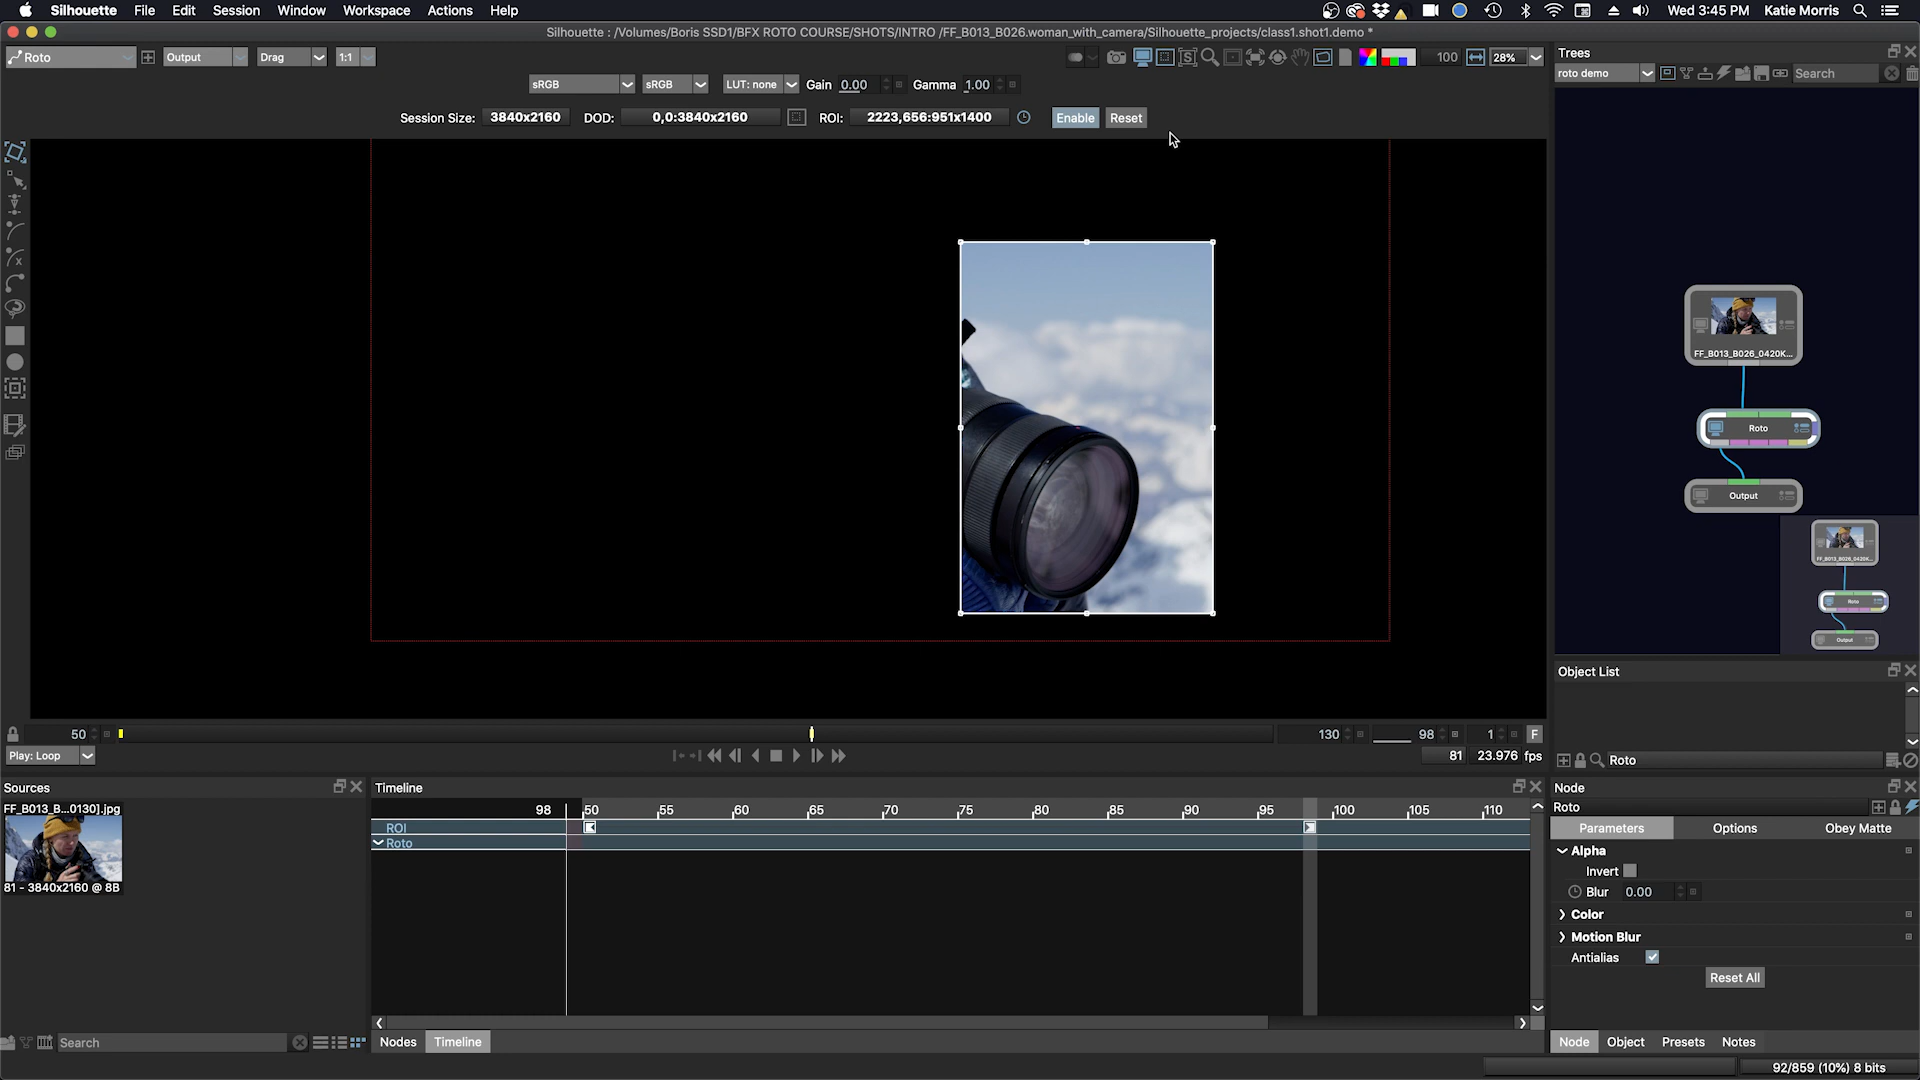 Silhouette File Edit Session Window Workspace Actions Help Wed 3:45 PM Katie Morris
Silhouette : /Volumes/Boris SSD1/BFX ROTO COURSE/SHOTS/INTRO /FF_B013_B026.woman_with_camera/Silhouette_projects/class1.shot1.demo *
Roto Output Drag 1:1 100 28%
Trees
roto demo Search
sRGB sRGB LUT: none Gain 0.00 Gamma 1.00
Session Size: 3840x2160 DOD: 0,0:3840x2160 ROI: 2223,656:951x1400 Enable Reset
FF_B013_B026_0420K...
Roto
Output
FF_B013_B026_0420K...
Roto
Output
Object List
50 130 98 1 F
Play: Loop 81 23.976 fps
Roto
Sources
FF_B013_B...0130].jpg
81 - 3840x2160 @ 8B
Search
Timeline
98 50 55 60 65 70 75 80 85 90 95 100 105 110
ROI
Roto
Nodes Timeline
Node
Roto
Parameters Options Obey Matte
Alpha
Invert
Blur 0.00
Color
Motion Blur
Antialias
Reset All
Node Object Presets Notes
92/859 (10%) 8 bits